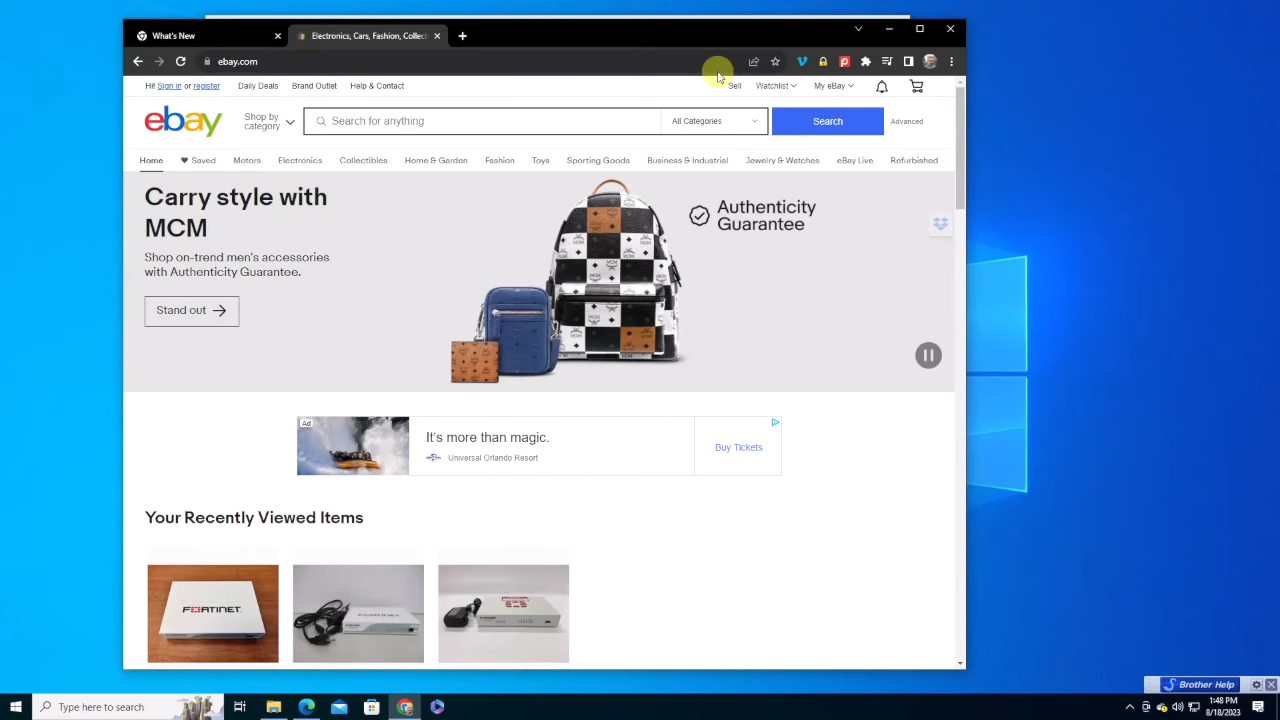 What's New
Electronics, Cars, Fashion, Collec
ebay.com
Hi! Sign in or register
Daily Deals
Brand Outlet
Help & Contact
Sell
Watchlist
My eBay
ebay
Shop by
category
Search for anything
All Categories
Search
Advanced
Home
Saved
Motors
Electronics
Collectibles
Home & Garden
Fashion
Toys
Sporting Goods
Business & Industrial
Jewelry & Watches
eBay Live
Refurbished
Carry style with
MCM
Shop on-trend men's accessories
with Authenticity Guarantee.
Stand out
Authenticity
Guarantee
Ad
It's more than magic.
Universal Orlando Resort
Buy Tickets
Your Recently Viewed Items
FORTINET
Brother Help
Type here to search
1:48 PM
8/18/2023